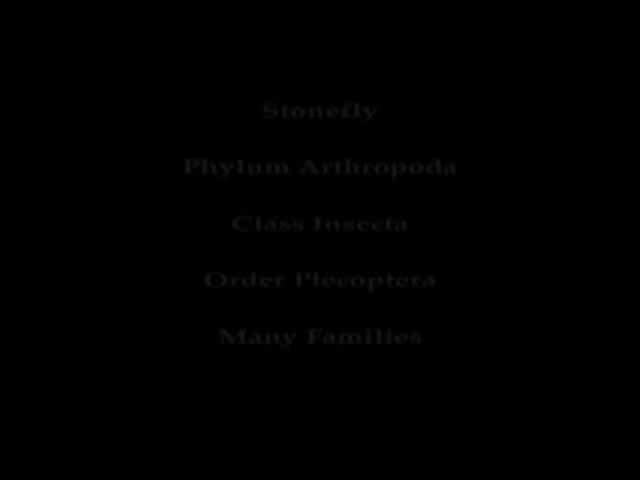 Stonefly
Phylum Arthropoda
Class Insecta
Order Plecoptera
Many Families